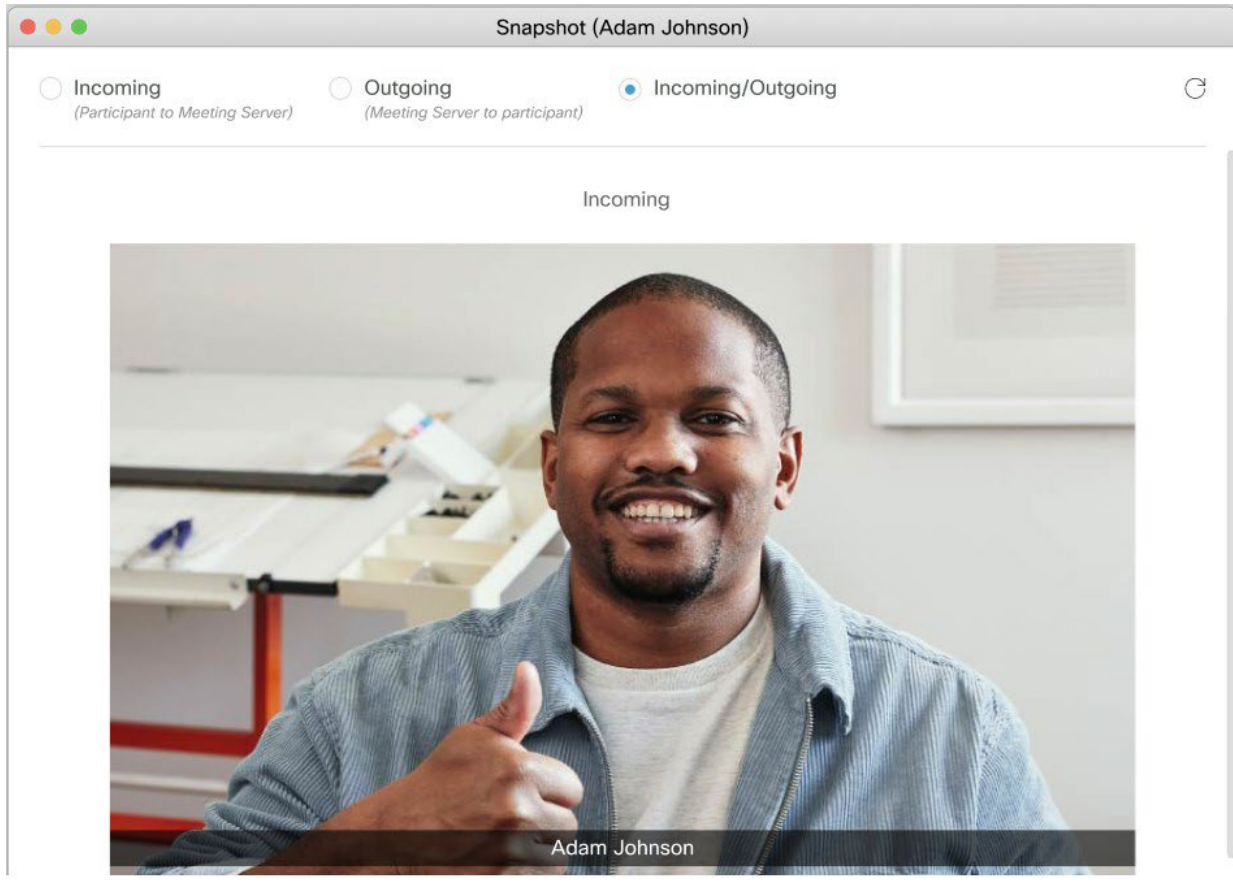 Snapshot (Adam Johnson)
Incoming
(Participant to Meeting Server)
Outgoing
(Meeting Server to participant)
Incoming/Outgoing
Incoming
Adam Johnson